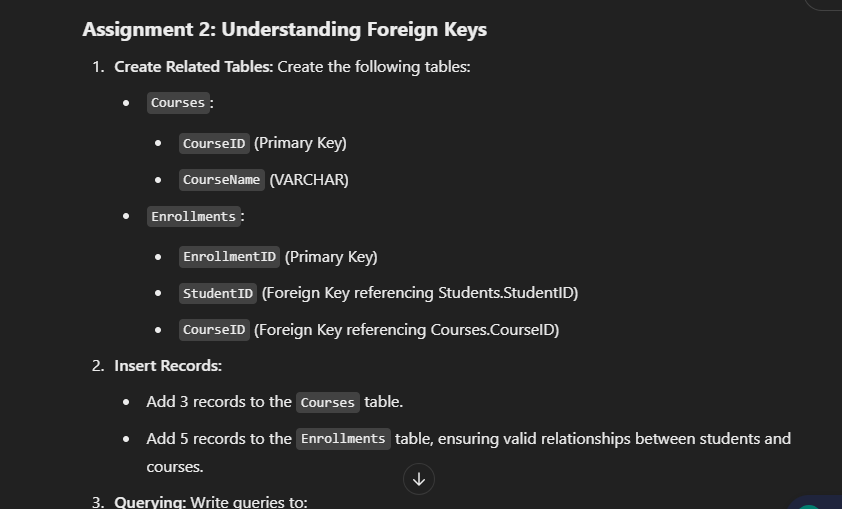 Assignment 2: Understanding Foreign Keys
1. Create Related Tables: Create the following tables:
• Courses:
• CourseID (Primary Key)
• CourseName (VARCHAR)
• Enrollments:
• EnrollmentID (Primary Key)
• StudentID (Foreign Key referencing Students.StudentID)
• CourseID (Foreign Key referencing Courses.CourseID)
2. Insert Records:
• Add 3 records to the Courses table.
• Add 5 records to the Enrollments table, ensuring valid relationships between students and
courses.
3. Querying: Write queries to: